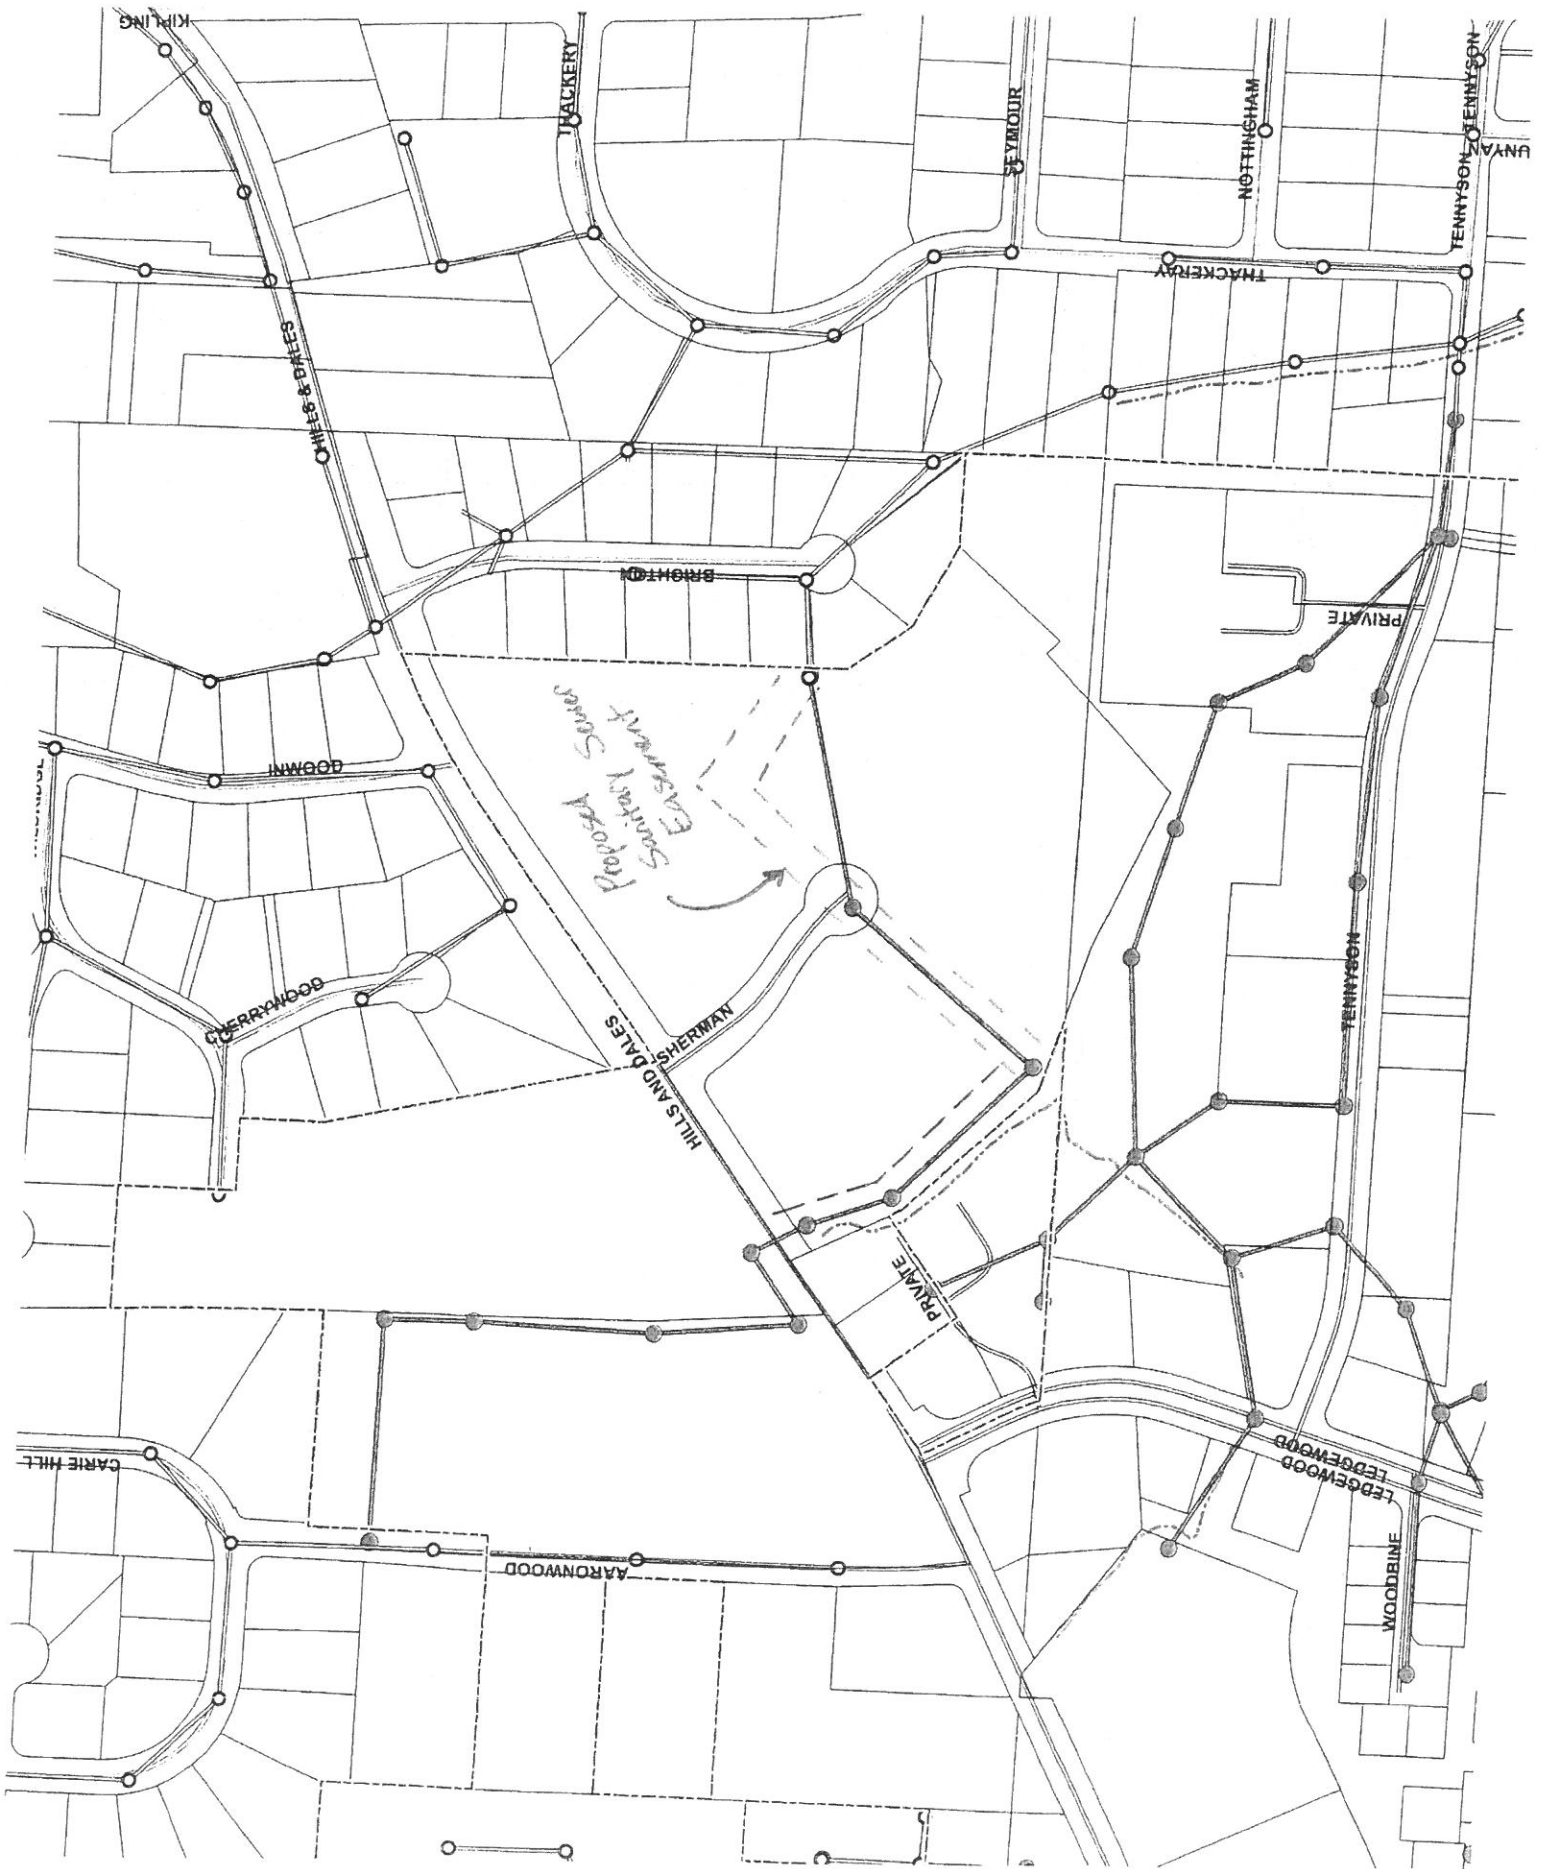 KIPLING
THACKERY
SEYMOUR
NOTTINGHAM
TENNYSON
UNYAN
TENNYSON
THACKERAY
HILLS & DALES
BRIGHTON
PRIVATE
INWOOD
Proposed
Sanitary Sewer
Easement
CHERRYWOOD
TENNYSON
SHERMAN
HILLS AND DALES
PRIVATE
CARIE HILL
LEDGEWOOD
LEDGEWOOD
AARONWOOD
WOODBINE